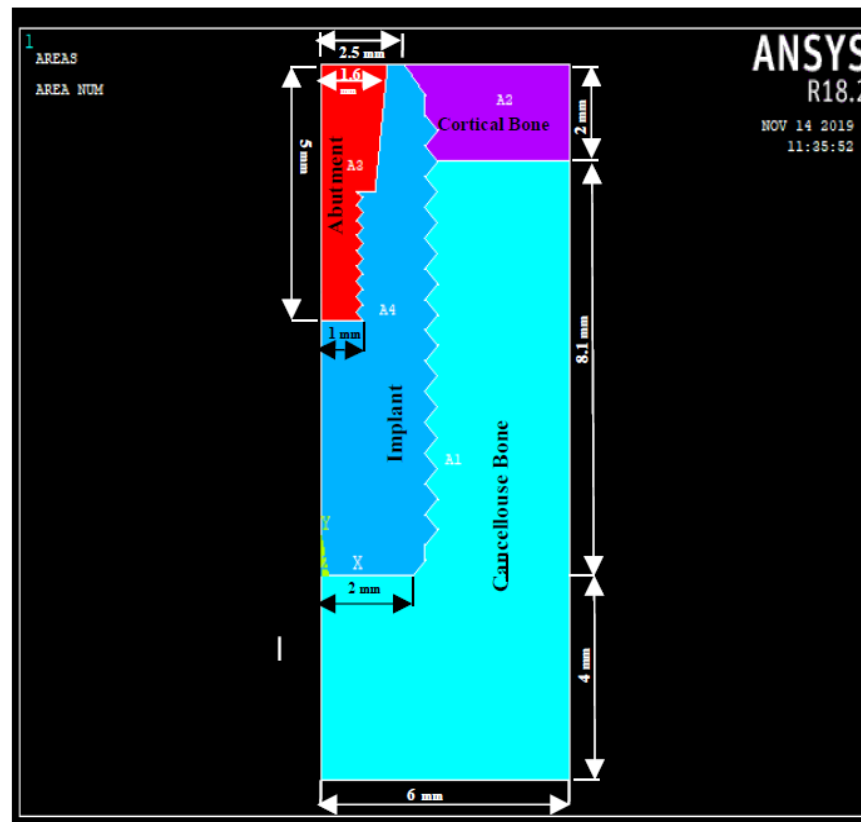 1
AREAS
AREA NUM
ANSYS
R18.2
NOV 14 2019
11:35:52
2.5 mm
1.6
mm
A2
Cortical Bone
2 mm
5 mm
A3
Abutment
A4
1 mm
8.1 mm
Implant
A1
Cancellouse Bone
Y
X
2 mm
4 mm
6 mm